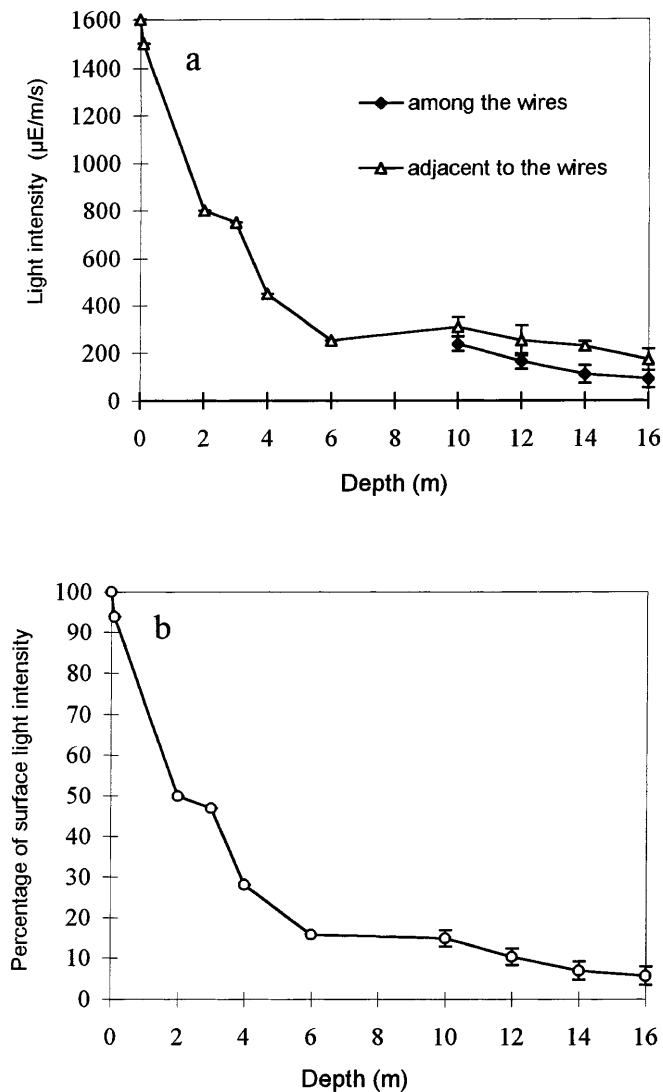 a
1600
1400
1200
1000
800
600
400
200
0
Light intensity (µE/m/s)
among the wires
adjacent to the wires
0 2 4 6 8 10 12 14 16
Depth (m)
b
100
90
80
70
60
50
40
30
20
10
0
Percentage of surface light intensity
0 2 4 6 8 10 12 14 16
Depth (m)